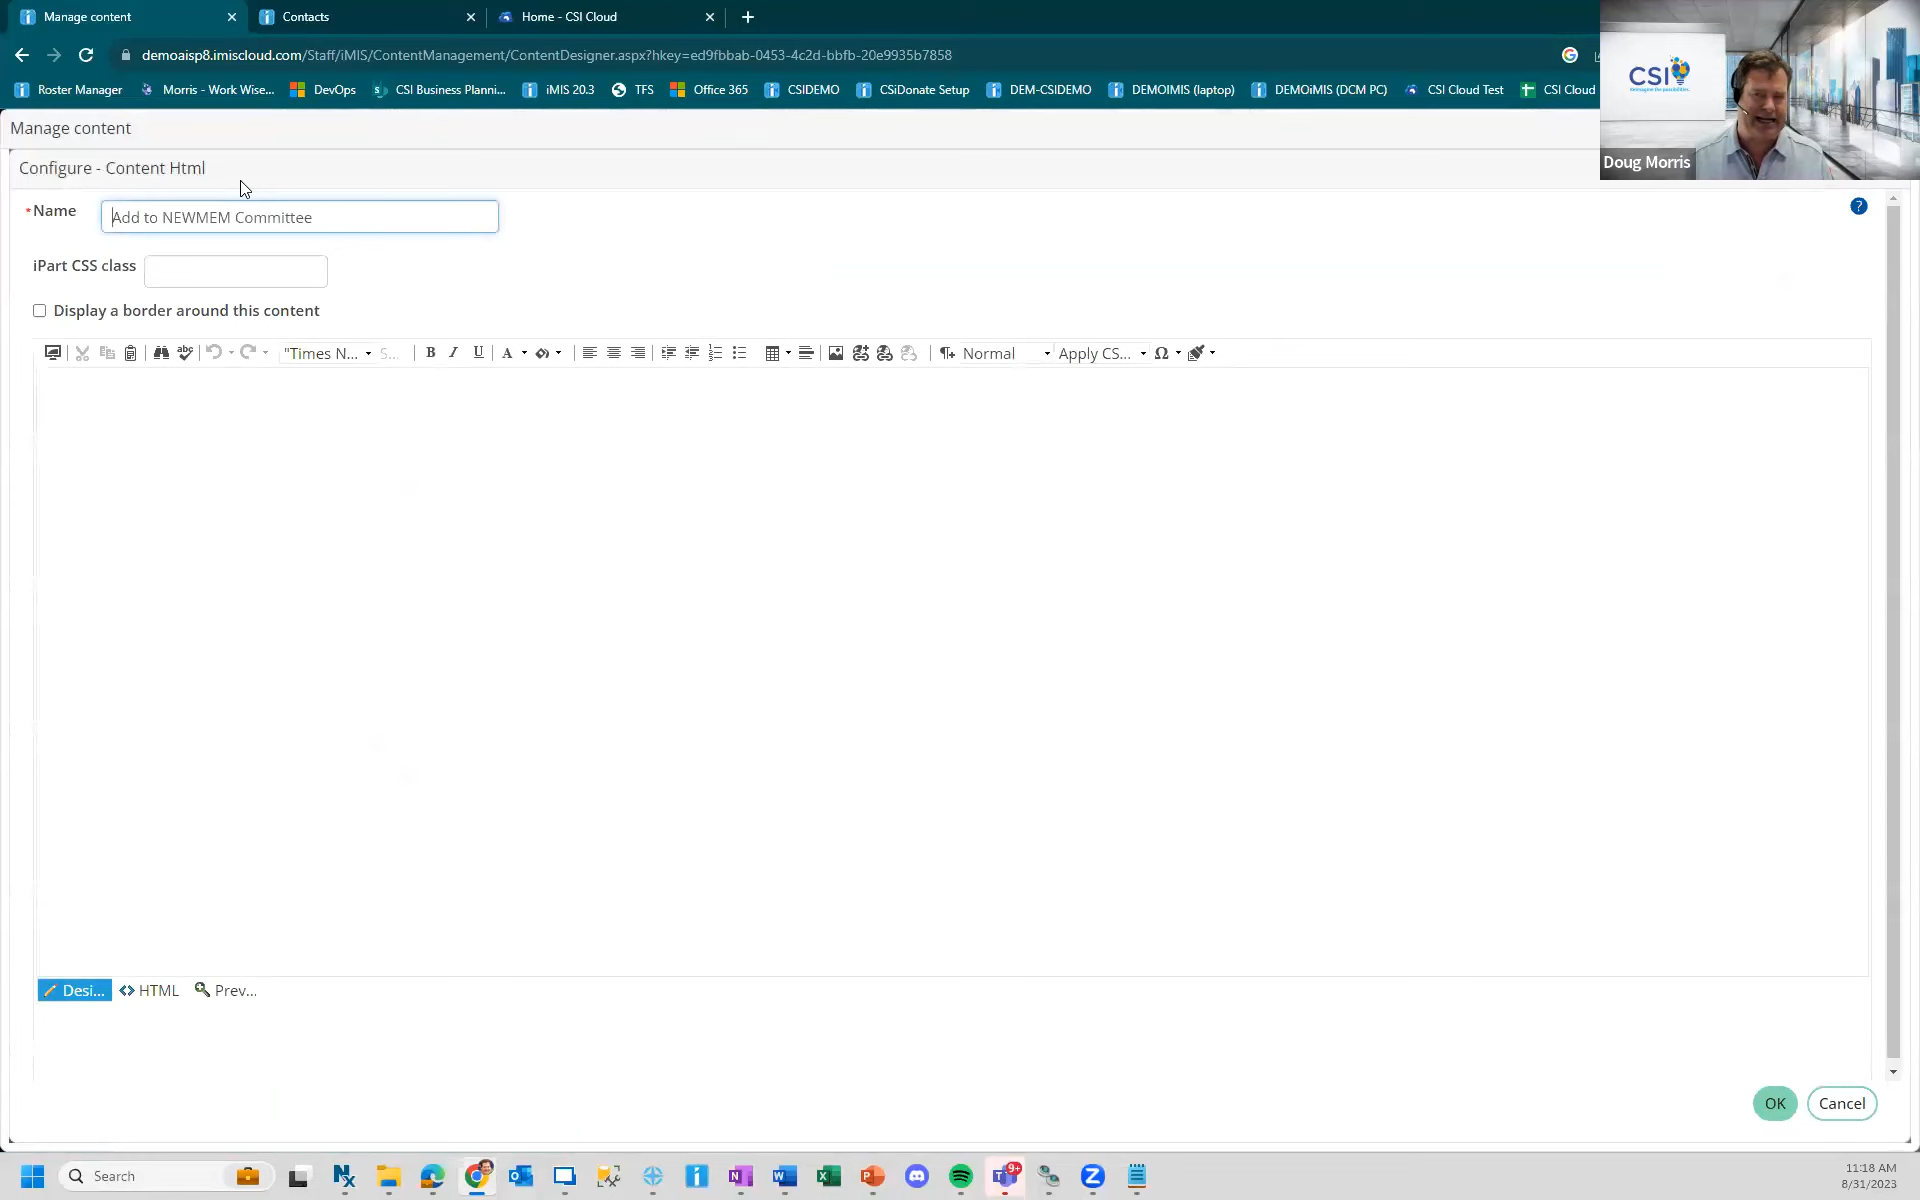 Manage content
Contacts
Home - CSI Cloud
demoaisp8.imiscloud.com/Staff/iMIS/ContentManagement/ContentDesigner.aspx?hkey=ed9fbbab-0453-4c2d-bbfb-20e9935b7858
Roster Manager
Morris - Work Wise...
DevOps
CSI Business Planni...
iMIS 20.3
TFS
Office 365
CSIDEMO
CSiDonate Setup
DEM-CSIDEMO
DEMOIMIS (laptop)
DEMOiMIS (DCM PC)
CSI Cloud Test
CSI Cloud
CSI
Doug Morris
Manage content
Configure - Content Html
*Name
Add to NEWMEM Committee
?
iPart CSS class
Display a border around this content
abc
"Times N...
S...
B I U A
Normal
Apply CS...
Ω
Desi...
HTML
Prev...
OK
Cancel
Search
9+
11:18 AM
8/31/2023